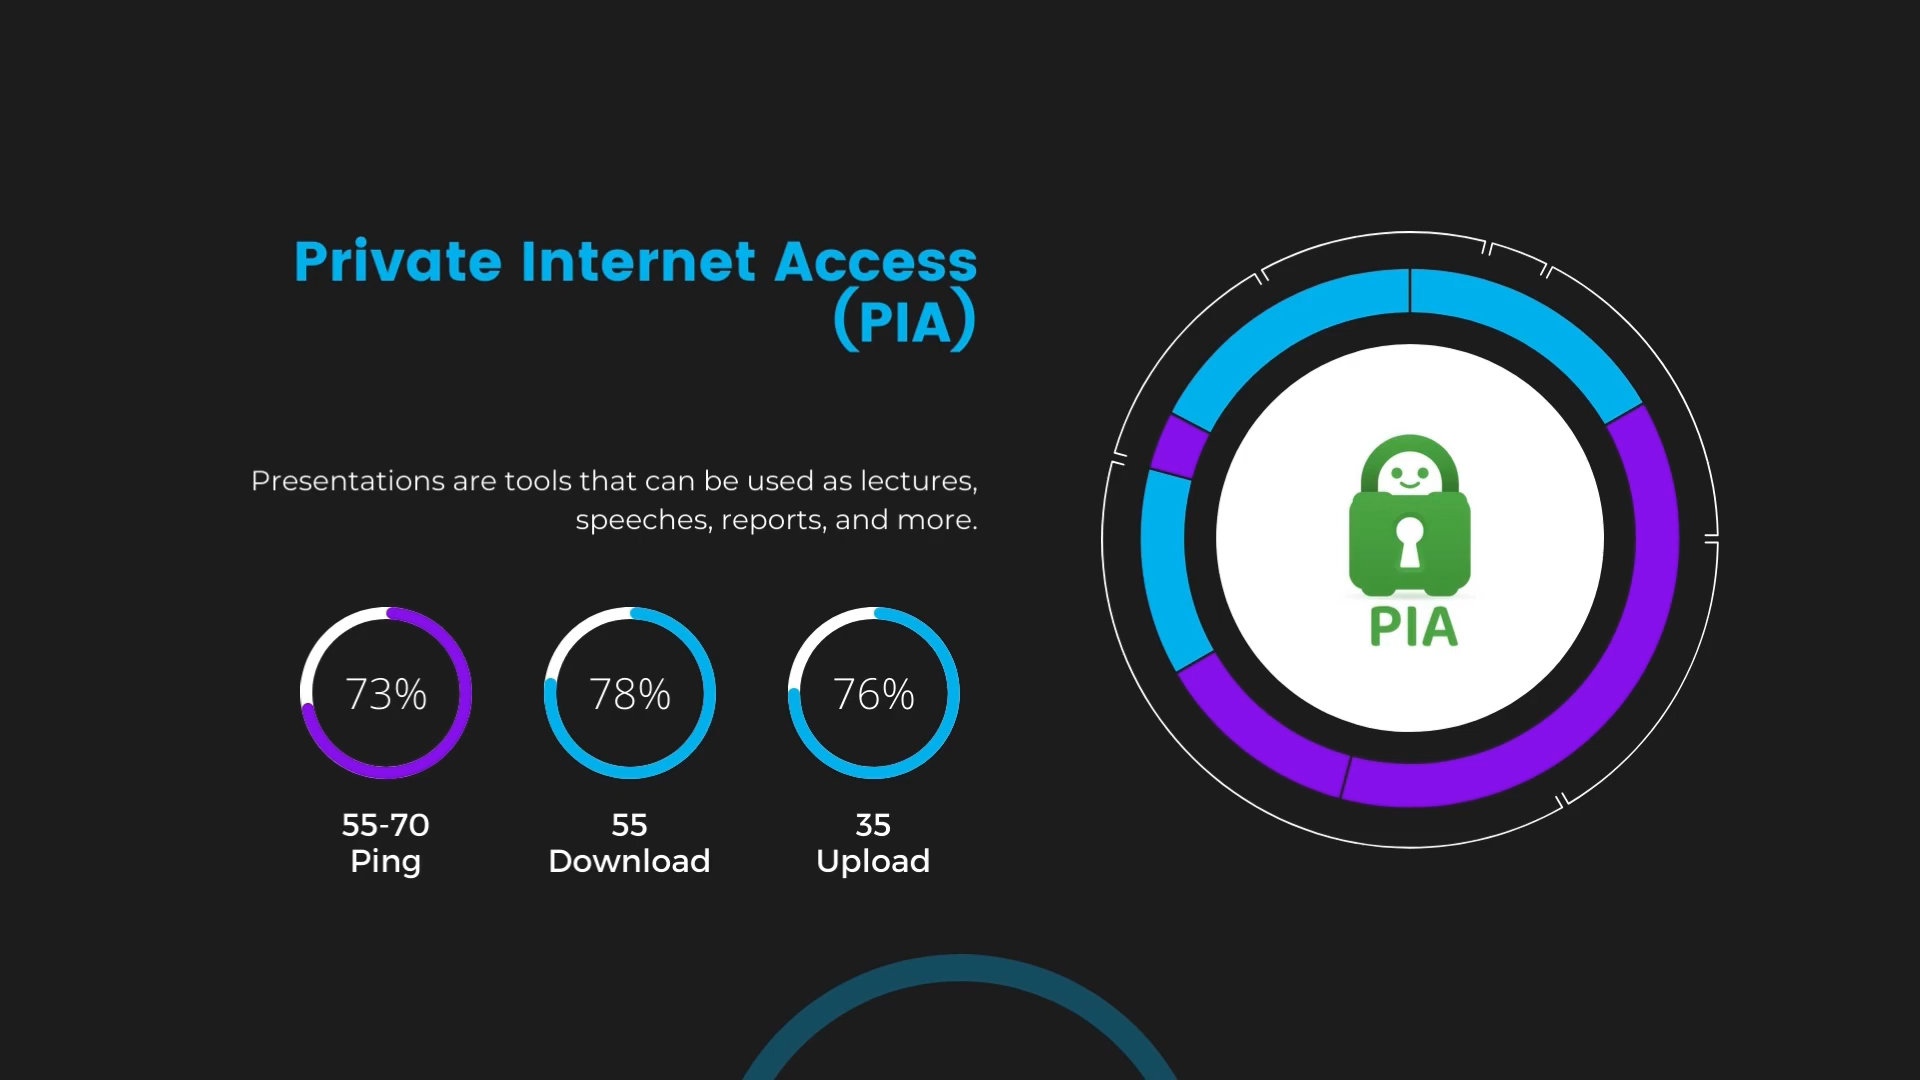 Private Internet Access
(PIA)
Presentations are tools that can be used as lectures,
speeches, reports, and more.
73%
78%
76%
55-70
Ping
55
Download
35
Upload
PIA